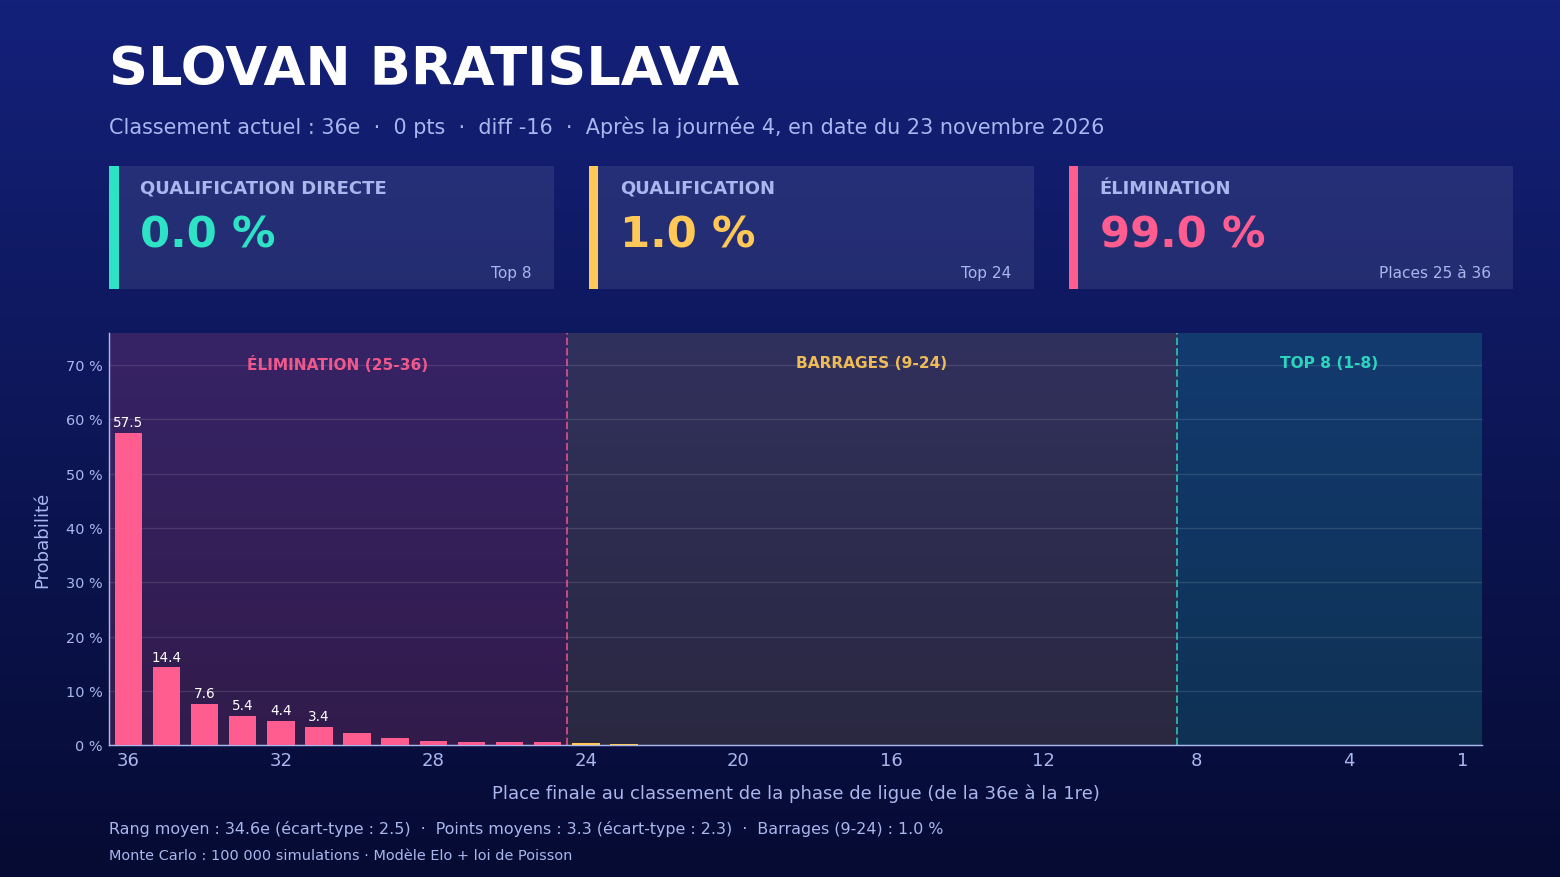 SLOVAN BRATISLAVA
Classement actuel : 36e · 0 pts · diff -16 · Après la journée 4, en date du 23 novembre 2026
QUALIFICATION DIRECTE
0.0 %
Top 8
QUALIFICATION
1.0 %
Top 24
ÉLIMINATION
99.0 %
Places 25 à 36
ÉLIMINATION (25-36)
BARRAGES (9-24)
TOP 8 (1-8)
Probabilité
70 %
60 %
50 %
40 %
30 %
20 %
10 %
0 %
57.5
14.4
7.6
5.4
4.4
3.4
36 32 28 24 20 16 12 8 4 1
Place finale au classement de la phase de ligue (de la 36e à la 1re)
Rang moyen : 34.6e (écart-type : 2.5) · Points moyens : 3.3 (écart-type : 2.3) · Barrages (9-24) : 1.0 %
Monte Carlo : 100 000 simulations · Modèle Elo + loi de Poisson